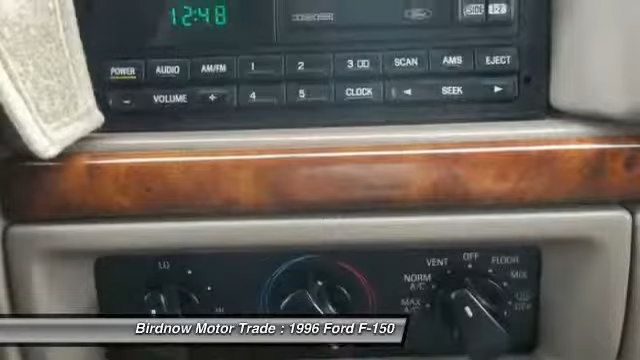 12:48
Ford
SIDE 1-2
POWER AUDIO AM/FM 1 2 3 SCAN AMS EJECT
- VOLUME + 4 5 CLOCK ◄ SEEK ►
LO
HI
OFF
VENT FLOOR
NORM A/C MIX
MAX A/C
Birdnow Motor Trade : 1996 Ford F-150